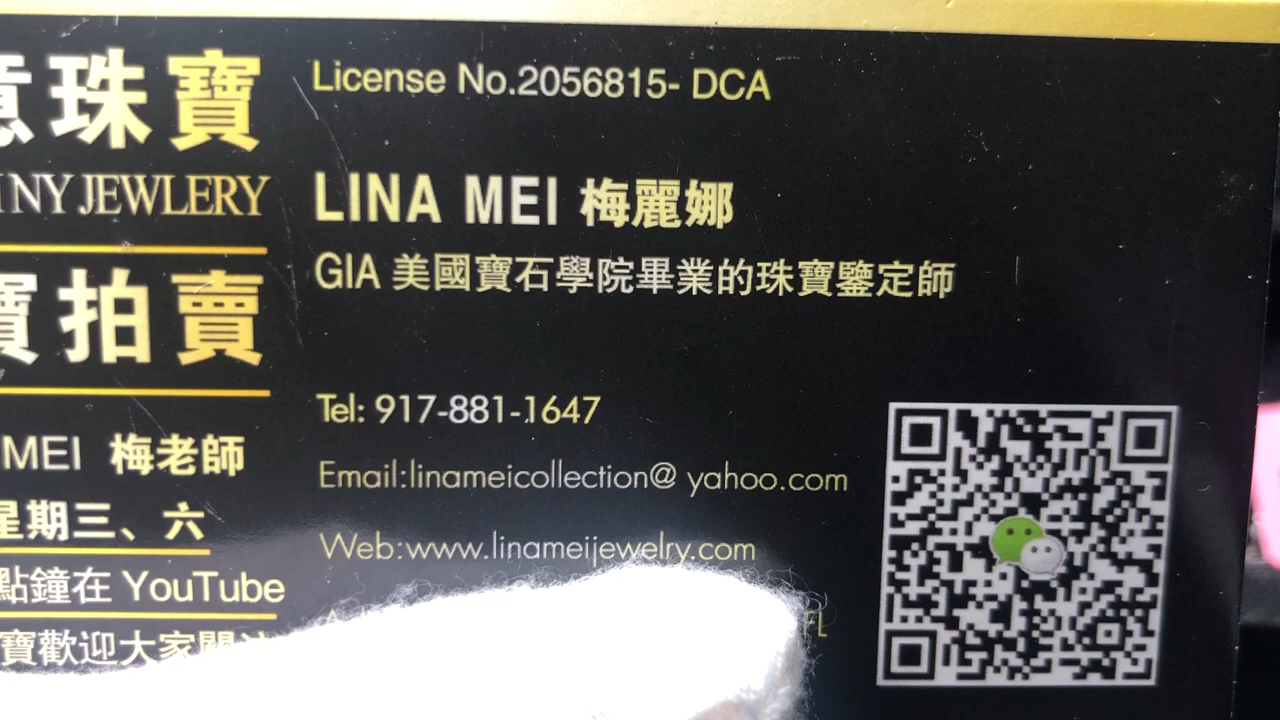 珠寶
NY JEWLERY
拍賣
MEI 梅老師
星期三、六
點鐘在 YouTube
寶歡迎大家
License No.2056815- DCA
LINA MEI 梅麗娜
GIA 美國寶石學院畢業的珠寶鑒定師
Tel: 917-881-1647
Email:linameicollection@ yahoo.com
Web:www.linameijewelry.com
FL